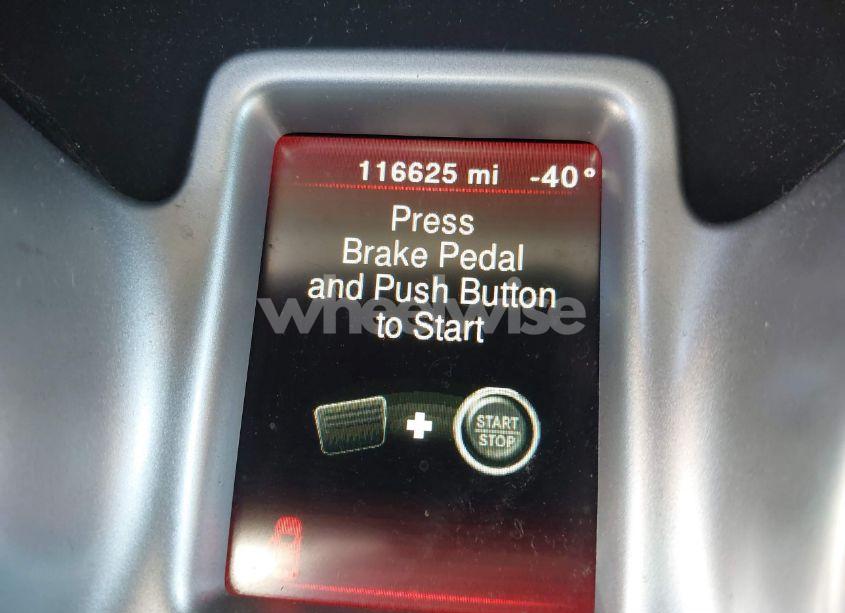 116625 mi -40°
Press
Brake Pedal
and Push Button
to Start
wheelwise
START
STOP